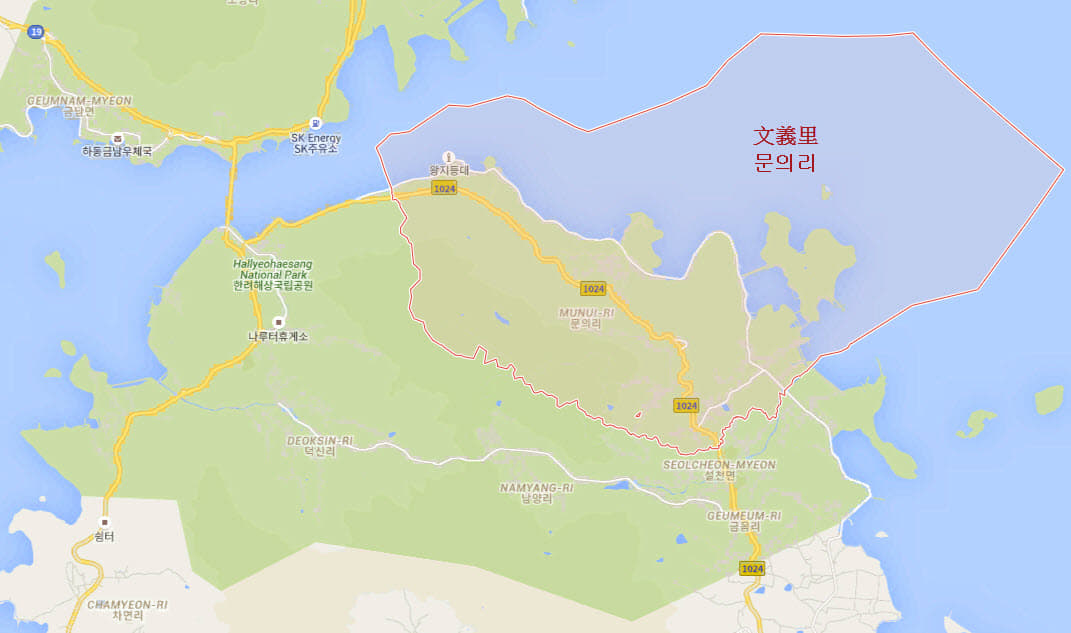 노량리
19
GEUMNAM-MYEON
금남면
하동금남우체국
SK Energy
SK주유소
文義里
문의리
왕지등대
1024
Hallyeohaesang
National Park
한려해상국립공원
1024
나루터휴게소
MUNUI-RI
문의리
1024
DEOKSIN-RI
덕신리
SEOLCHEON-MYEON
설천면
NAMYANG-RI
남양리
GEUMEUM-RI
금음리
쉼터
1024
CHAMYEON-RI
차면리